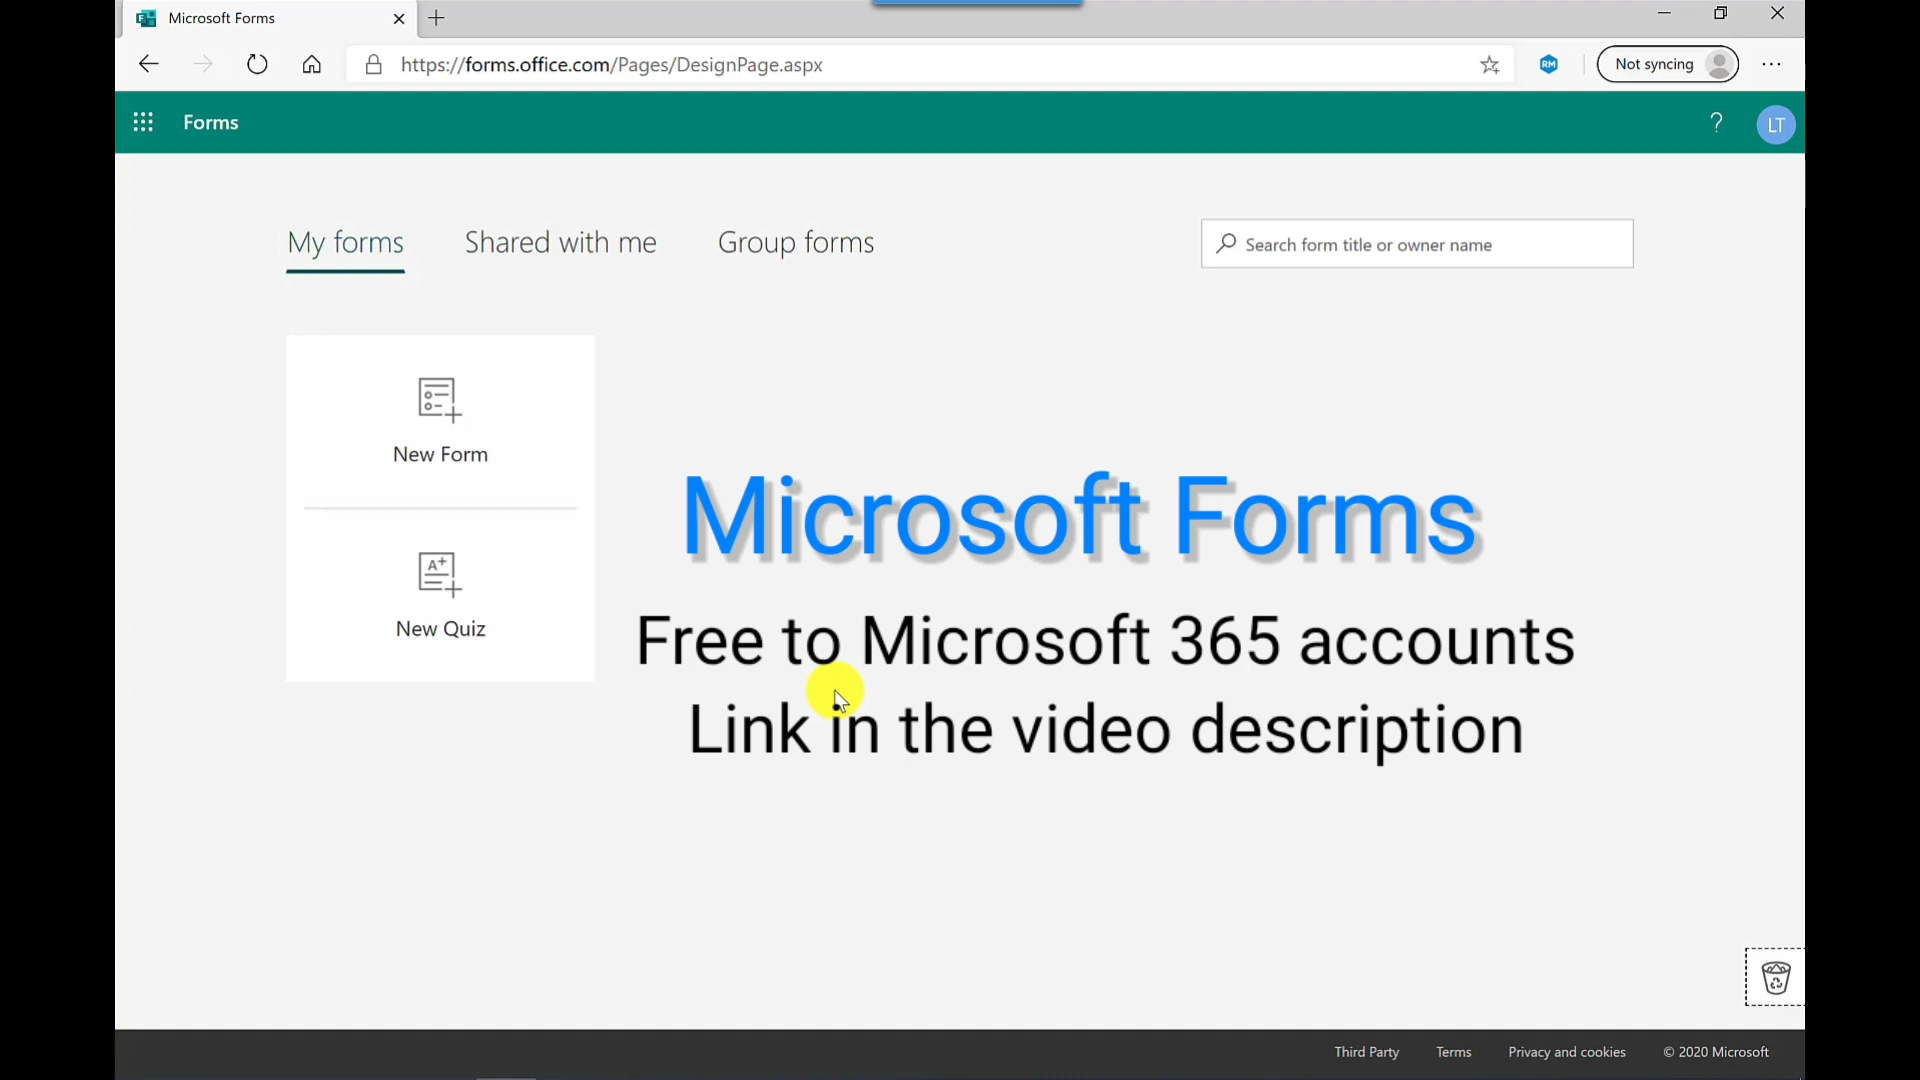 Microsoft Forms
https://forms.office.com/Pages/DesignPage.aspx
RM
Not syncing
Forms
?
LT
My forms
Shared with me
Group forms
Search form title or owner name
New Form
A+
New Quiz
Microsoft Forms
Free to Microsoft 365 accounts
Link in the video description
Third Party
Terms
Privacy and cookies
© 2020 Microsoft